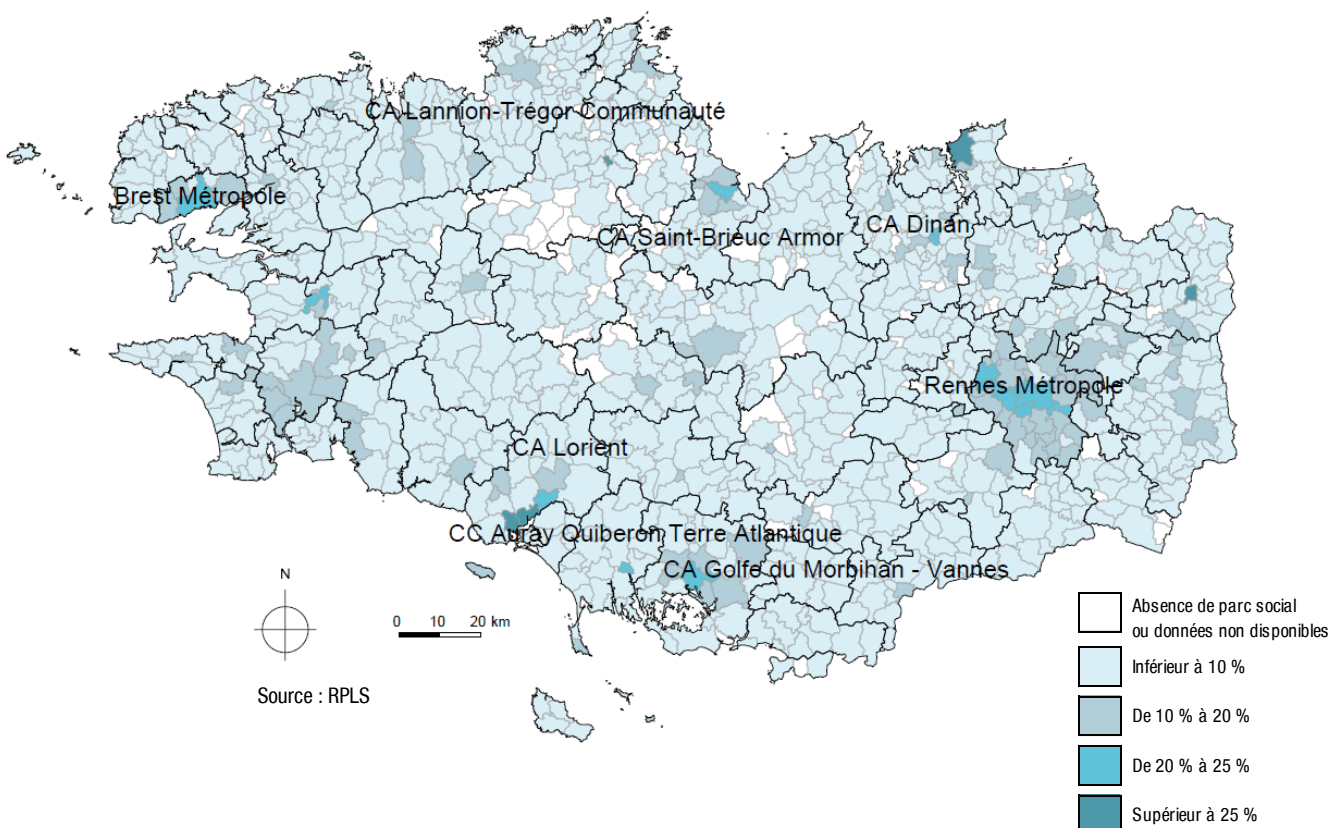 CA Lannion-Trégor Communauté
Brest Métropole
CA Dinan
CA Saint-Brieuc Armor
Rennes Métropole
CA Lorient
CC Auray Quiberon Terre Atlantique
CA Golfe du Morbihan - Vannes
N
0 10 20 km
Source : RPLS
Absence de parc social
ou données non disponibles
Inférieur à 10 %
De 10 % à 20 %
De 20 % à 25 %
Supérieur à 25 %